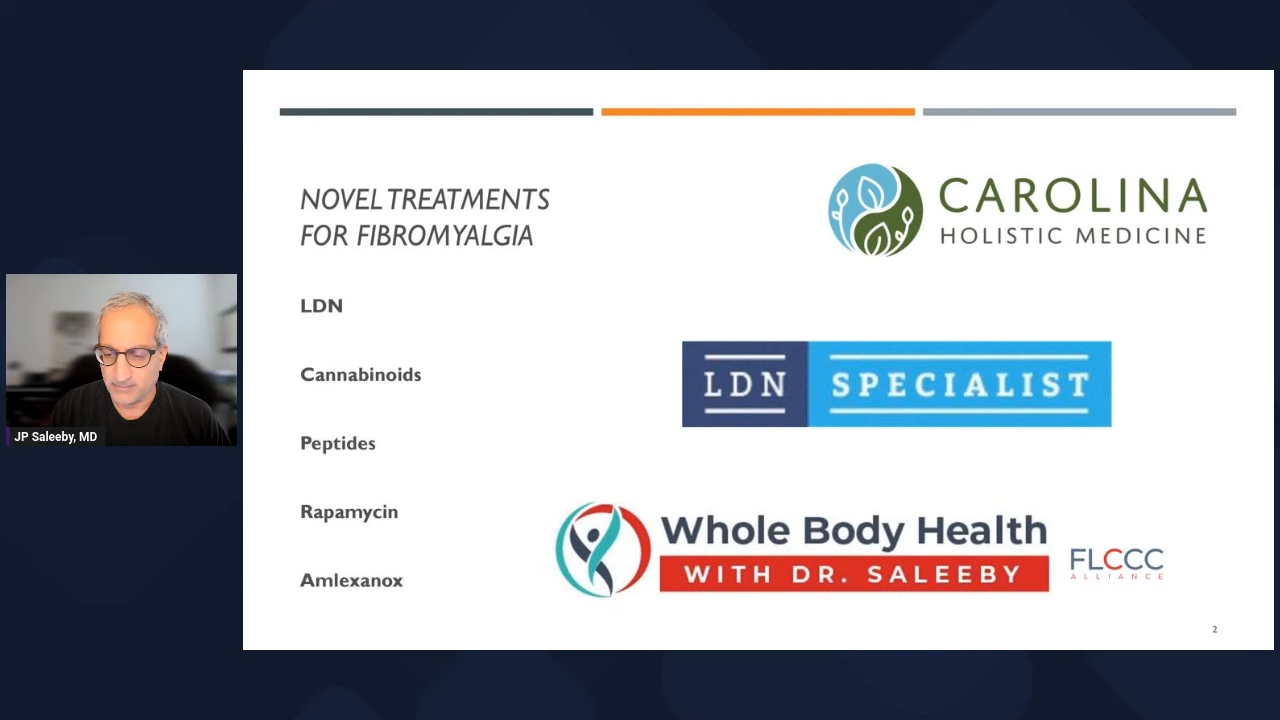 NOVEL TREATMENTS
FOR FIBROMYALGIA
LDN
Cannabinoids
Peptides
Rapamycin
Amlexanox
CAROLINA
HOLISTIC MEDICINE
LDN SPECIALIST
Whole Body Health
WITH DR. SALEEBY
FLCCC
ALLIANCE
2
JP Saleeby, MD